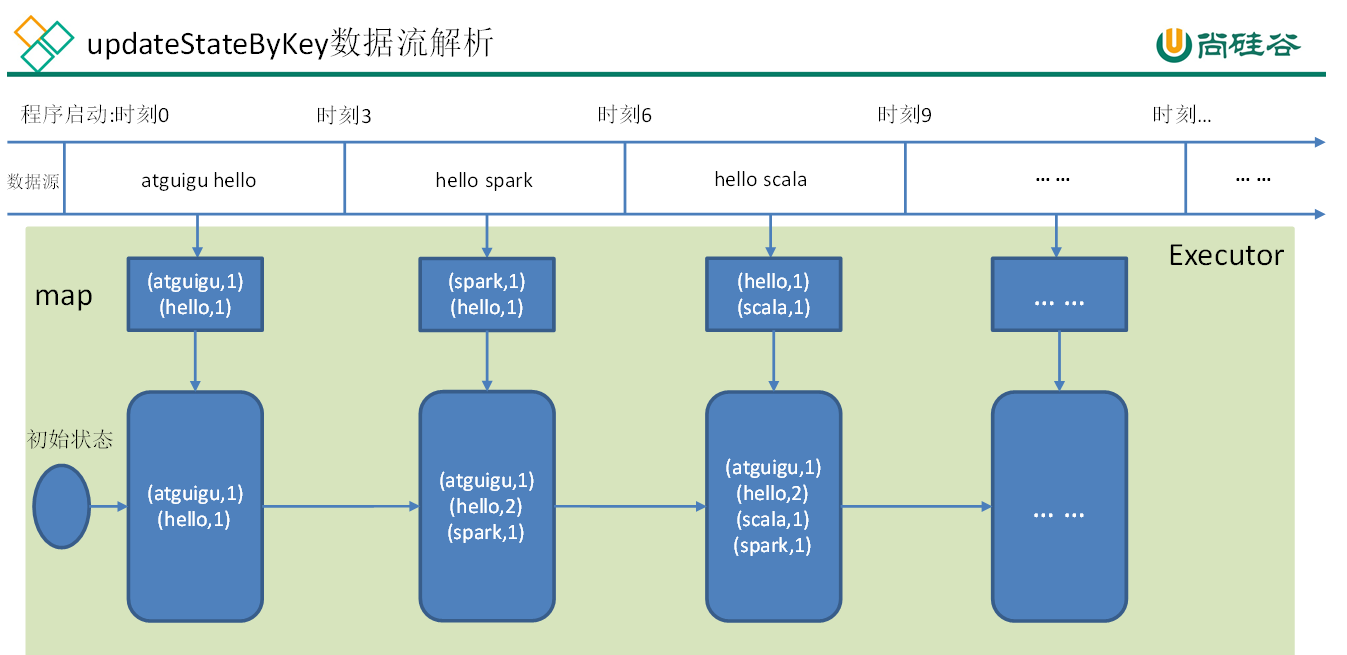 updateStateByKey数据流解析
尚硅谷
程序启动:时刻0
时刻3
时刻6
时刻9
时刻...
数据源
atguigu hello
hello spark
hello scala
... ...
... ...
Executor
map
(atguigu,1)
(hello,1)
(spark,1)
(hello,1)
(hello,1)
(scala,1)
... ...
初始状态
(atguigu,1)
(hello,1)
(atguigu,1)
(hello,2)
(spark,1)
(atguigu,1)
(hello,2)
(scala,1)
(spark,1)
... ...